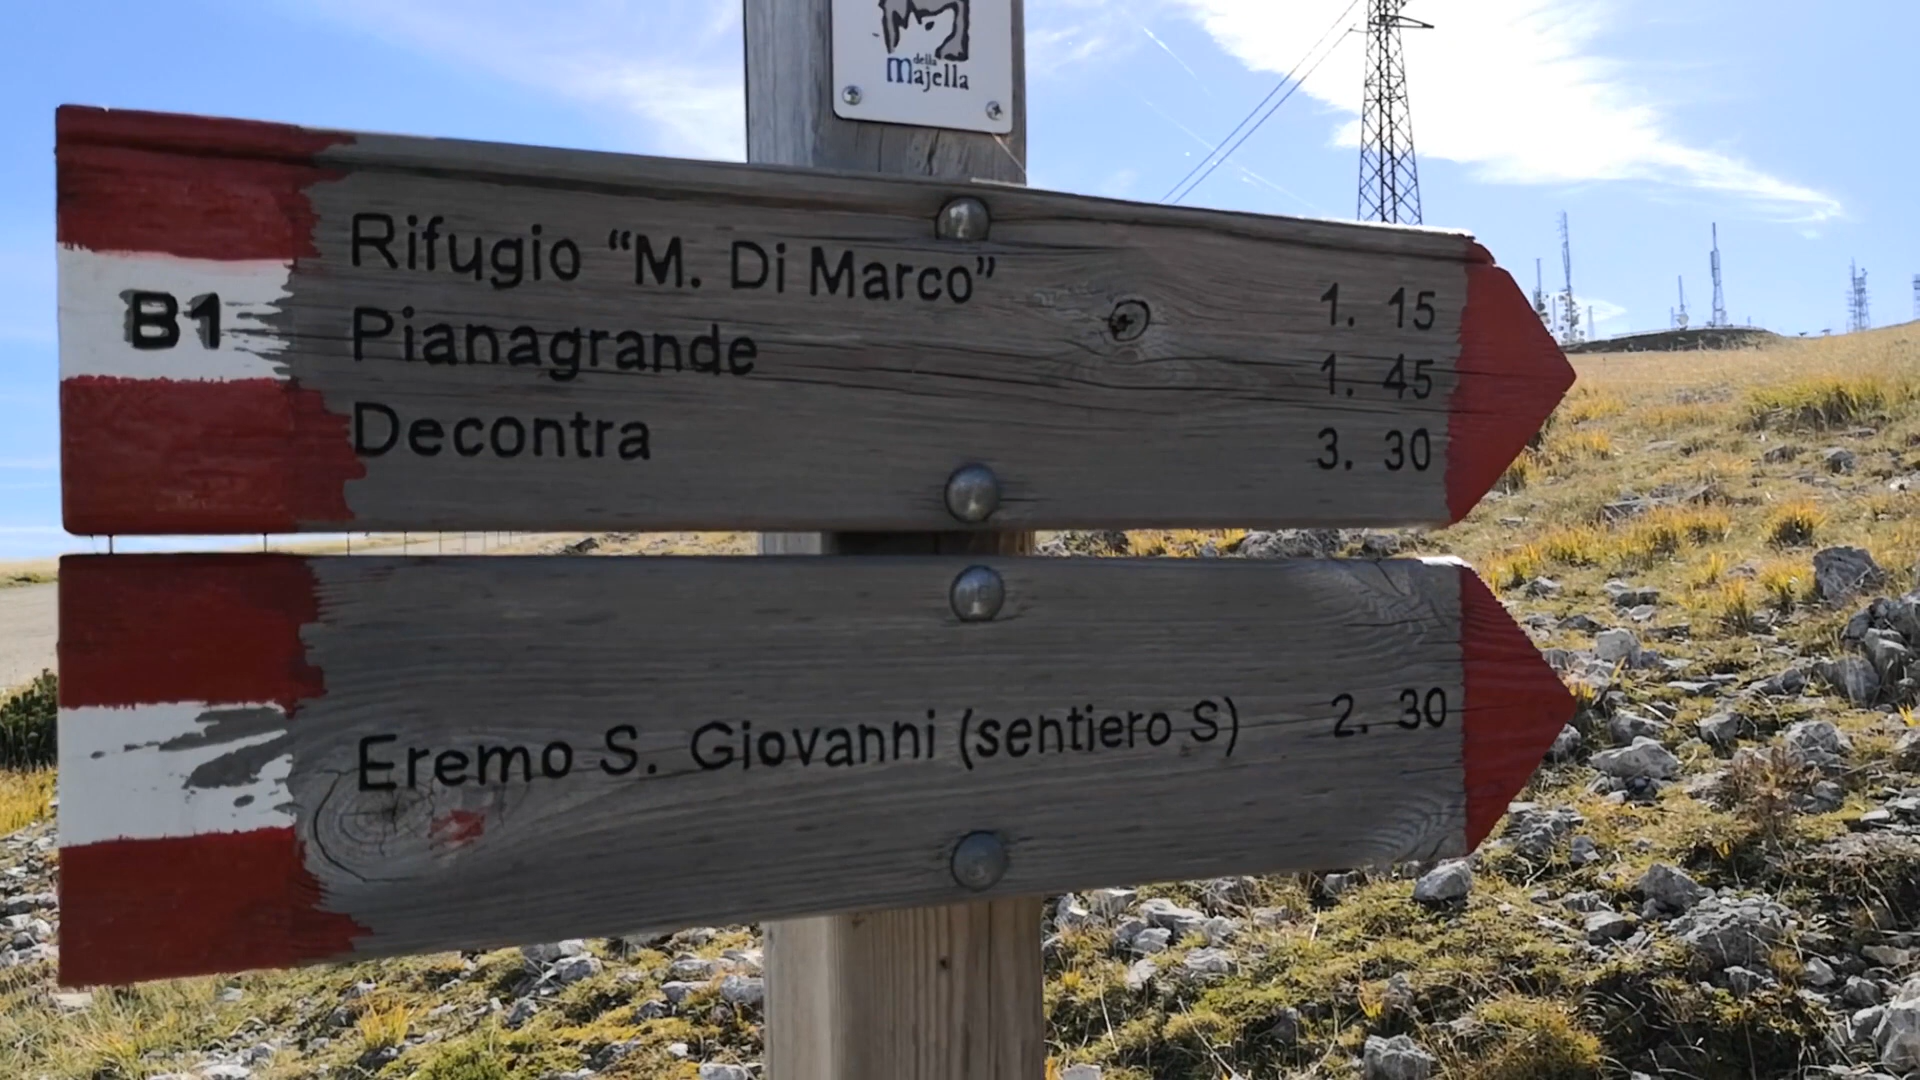 della
Majella
B1
Rifugio “M. Di Marco” 1. 15
Pianagrande 1. 45
Decontra 3. 30
Eremo S. Giovanni (sentiero S) 2. 30